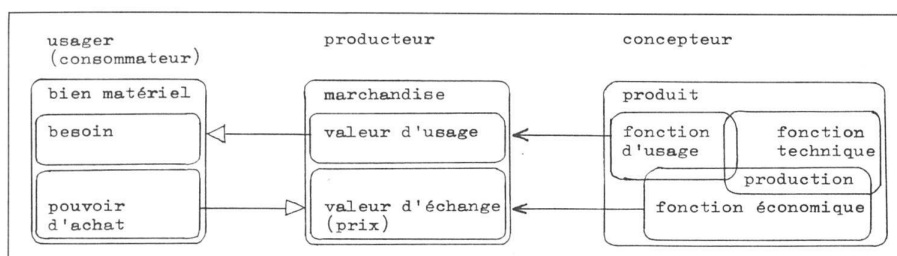 usager
(consommateur)
producteur
concepteur
bien matériel
besoin
pouvoir
d'achat
marchandise
valeur d'usage
valeur d'échange
(prix)
produit
fonction
d'usage
fonction
technique
production
fonction économique